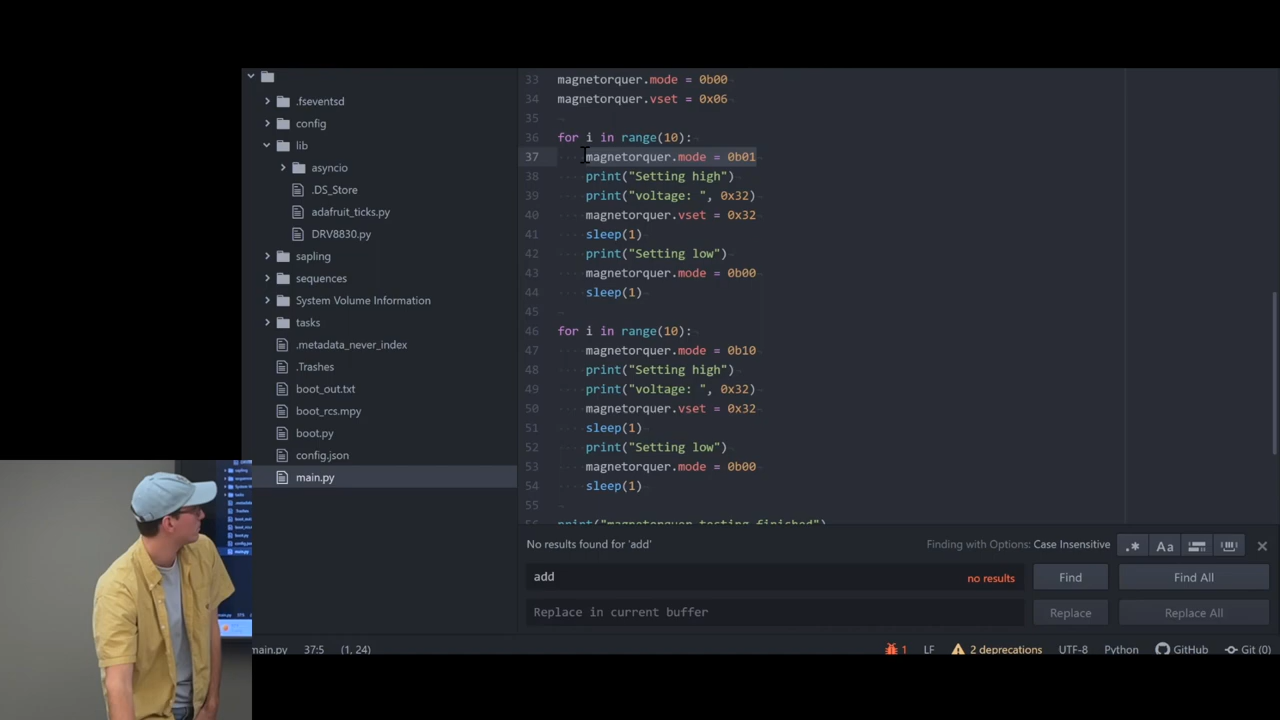 .fseventsd
config
lib
asyncio
.DS_Store
adafruit_ticks.py
DRV8830.py
sapling
sequences
System Volume Information
tasks
.metadata_never_index
.Trashes
boot_out.txt
boot_rcs.mpy
boot.py
config.json
main.py
33 magnetorquer.mode = 0b00
34 magnetorquer.vset = 0x06
35
36 for i in range(10):
37 magnetorquer.mode = 0b01
38 print("Setting high")
39 print("voltage: ", 0x32)
40 magnetorquer.vset = 0x32
41 sleep(1)
42 print("Setting low")
43 magnetorquer.mode = 0b00
44 sleep(1)
45
46 for i in range(10):
47 magnetorquer.mode = 0b10
48 print("Setting high")
49 print("voltage: ", 0x32)
50 magnetorquer.vset = 0x32
51 sleep(1)
52 print("Setting low")
53 magnetorquer.mode = 0b00
54 sleep(1)
55
56 print("magnetorquer testing finished")
No results found for 'add' Finding with Options: Case Insensitive .* Aa
add no results Find Find All
Replace in current buffer Replace Replace All
main.py 37:5 (1, 24) 1 LF 2 deprecations UTF-8 Python GitHub Git (0)